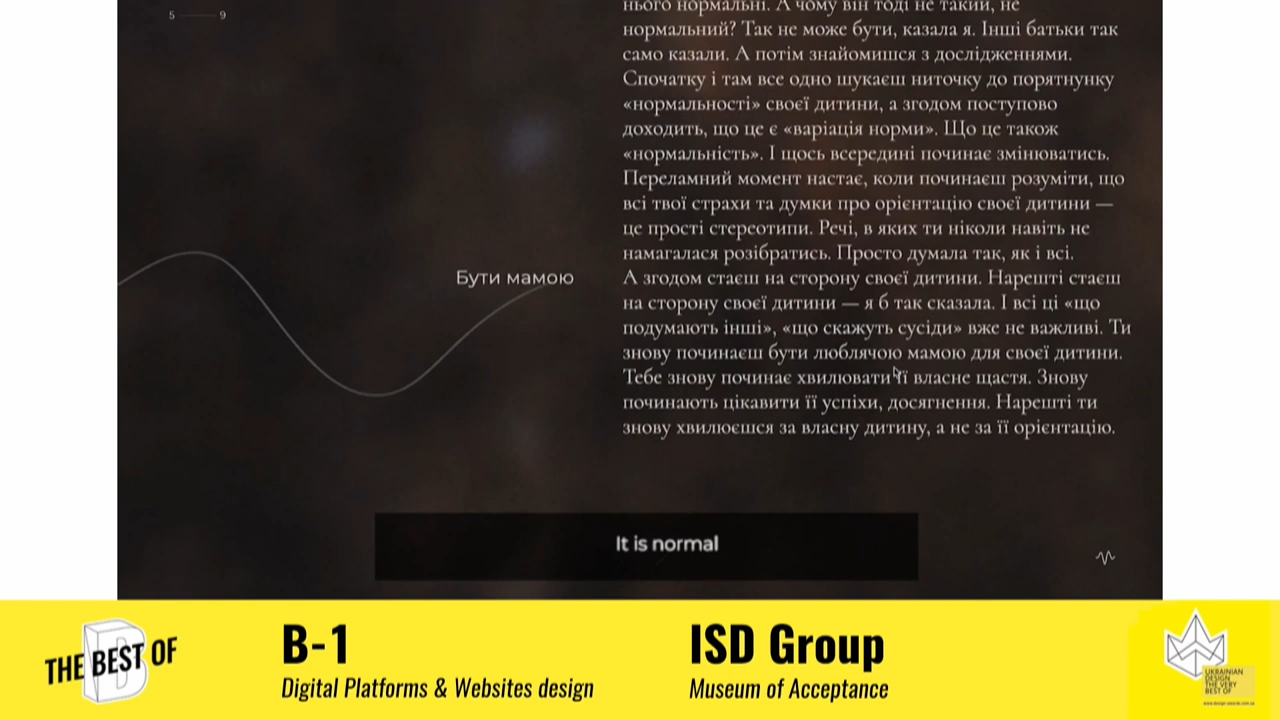 5 9
нього нормальні. А чому він тоді не такий, не
нормальний? Так не може бути, казала я. Інші батьки так
само казали. А потім знайомишся з дослідженнями.
Спочатку і там все одно шукаєш ниточку до порятунку
«нормальності» своєї дитини, а згодом поступово
доходить, що це є «варіація норми». Що це також
«нормальність». І щось всередині починає змінюватись.
Переламний момент настає, коли починаєш розуміти, що
всі твої страхи та думки про орієнтацію своєї дитини —
це прості стереотипи. Речі, в яких ти ніколи навіть не
намагалася розібратись. Просто думала так, як і всі.
Бути мамою
А згодом стаєш на сторону своєї дитини. Нарешті стаєш
на сторону своєї дитини — я б так сказала. І всі ці «що
подумають інші», «що скажуть сусіди» вже не важливі. Ти
знову починаєш бути люблячою мамою для своєї дитини.
Тебе знову починає хвилювати її власне щастя. Знову
починають цікавити її успіхи, досягнення. Нарешті ти
знову хвилюєшся за власну дитину, а не за її орієнтацію.
It is normal
THE BEST OF
B-1
Digital Platforms & Websites design
ISD Group
Museum of Acceptance
UKRAINIAN
DESIGN
THE VERY
BEST OF
www.design-awards.com.ua